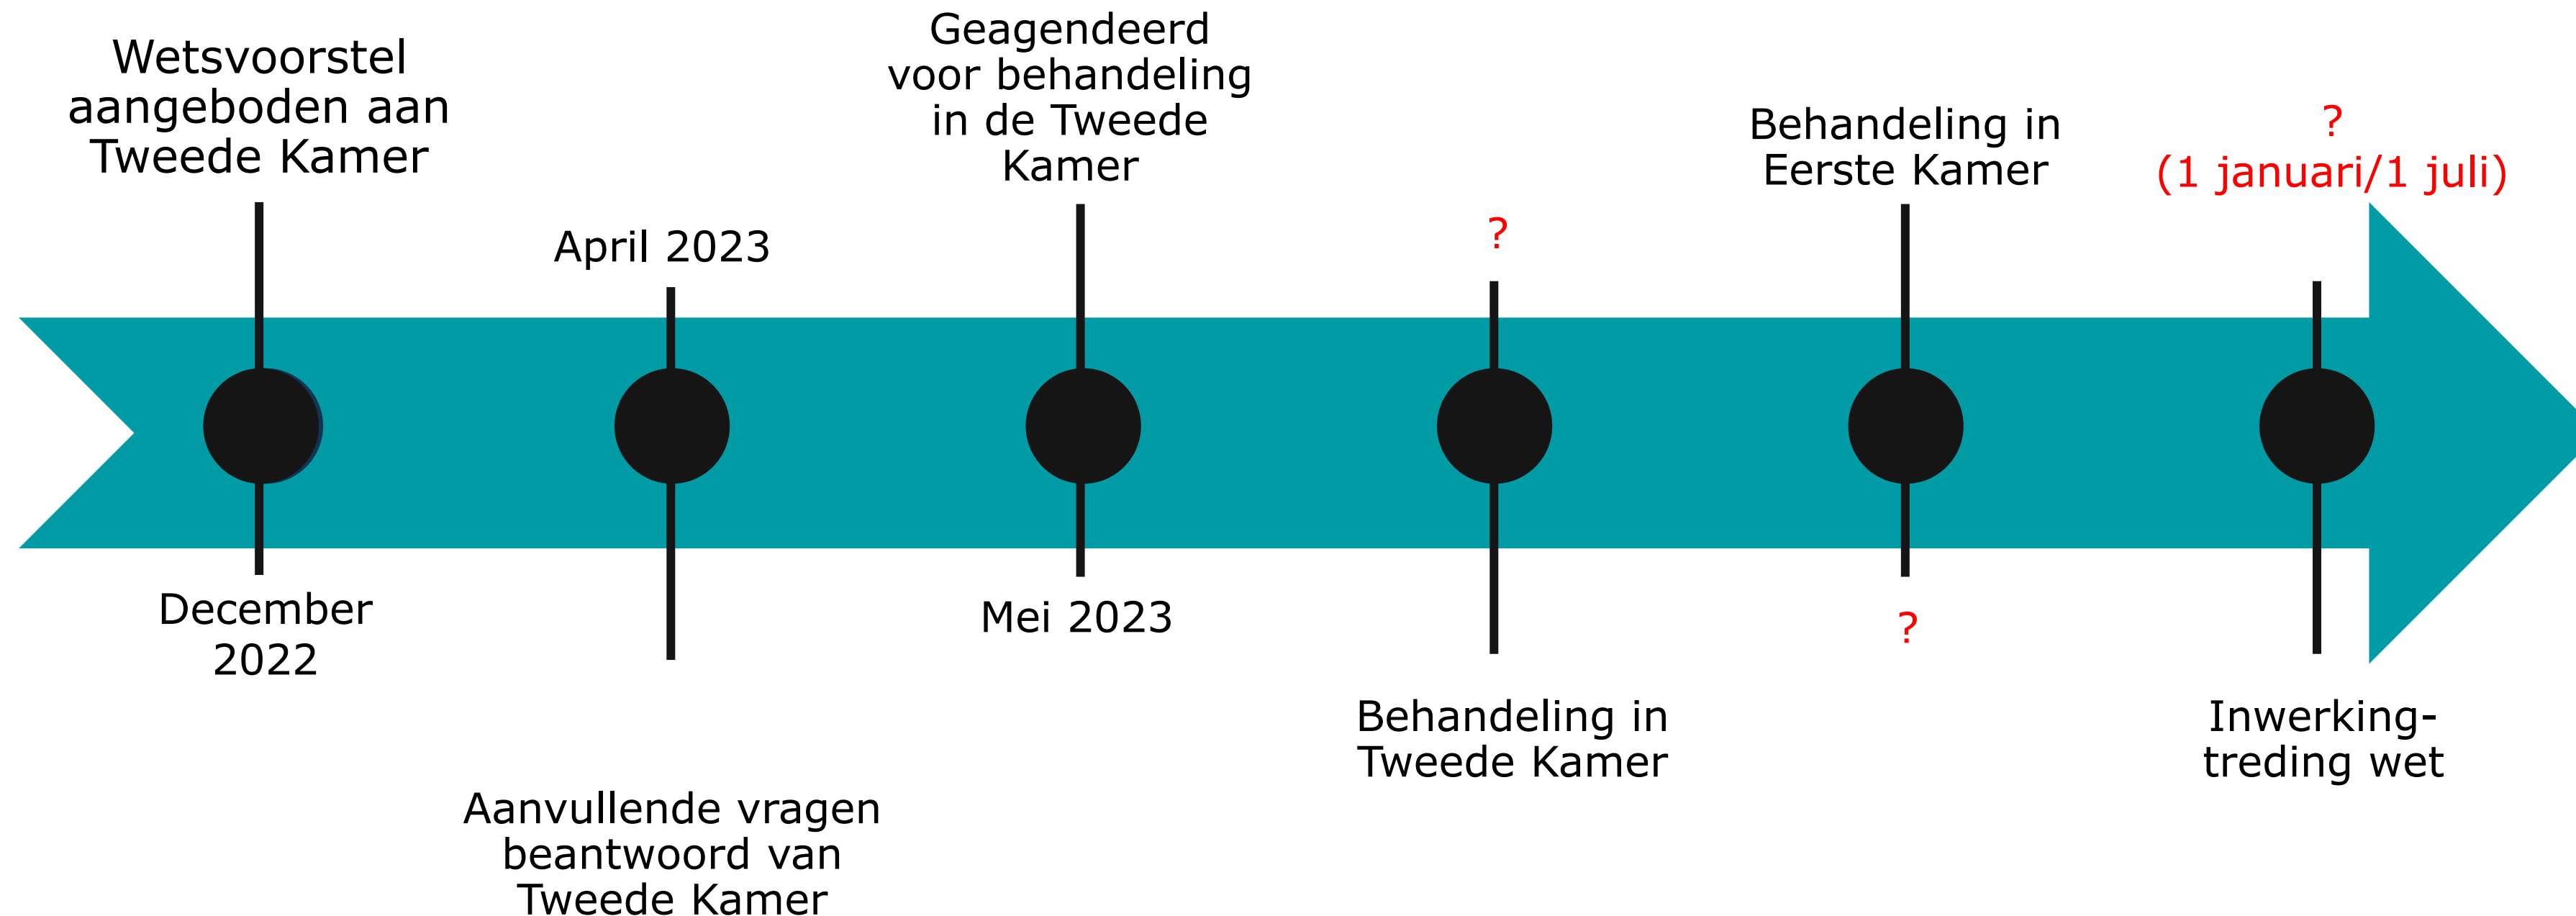 Wetsvoorstel
aangeboden aan
Tweede Kamer
December
2022
April 2023
Aanvullende vragen
beantwoord van
Tweede Kamer
Geagendeerd
voor behandeling
in de Tweede
Kamer
Mei 2023
?
Behandeling in
Tweede Kamer
Behandeling in
Eerste Kamer
?
?
(1 januari/1 juli)
Inwerking-
treding wet